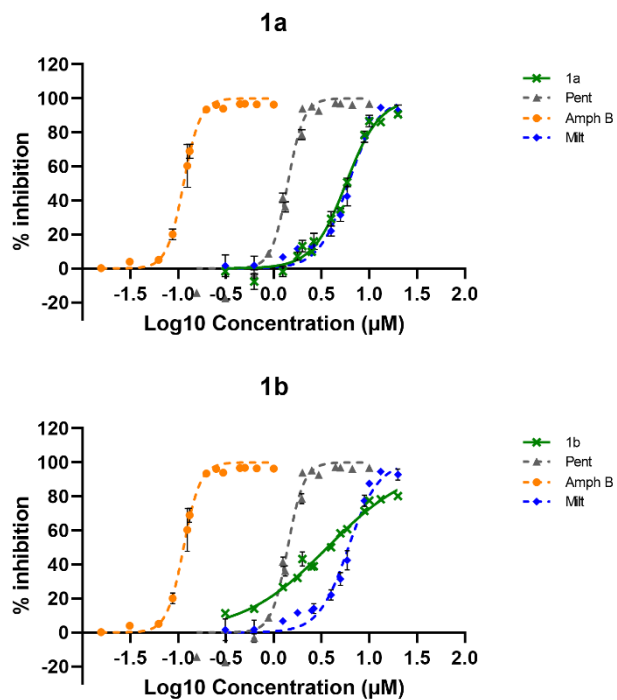 1a
120
100
80
60
40
20
0
-20
% inhibition
-1.5 -1.0 -0.5 0.0 0.5 1.0 1.5 2.0
Log10 Concentration (µM)
1a
Pent
Amph B
Milt
1b
120
100
80
60
40
20
0
-20
% inhibition
-1.5 -1.0 -0.5 0.0 0.5 1.0 1.5 2.0
Log10 Concentration (µM)
1b
Pent
Amph B
Milt